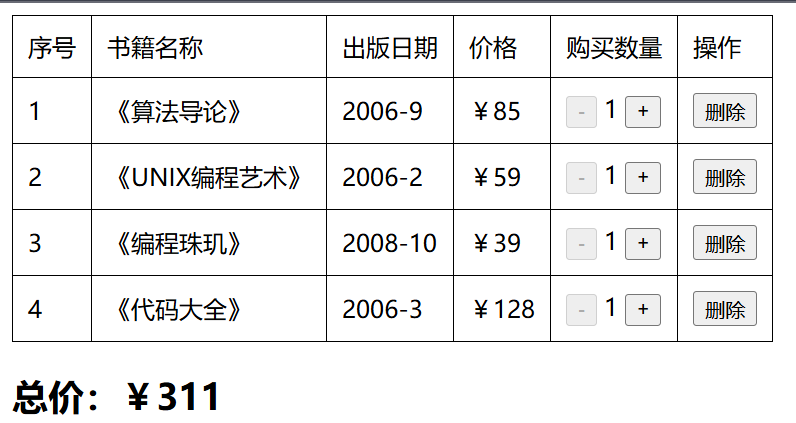 序号 书籍名称 出版日期 价格 购买数量 操作
1 《算法导论》 2006-9 ￥85 - 1 + 删除
2 《UNIX编程艺术》 2006-2 ￥59 - 1 + 删除
3 《编程珠玑》 2008-10 ￥39 - 1 + 删除
4 《代码大全》 2006-3 ￥128 - 1 + 删除
总价：￥311